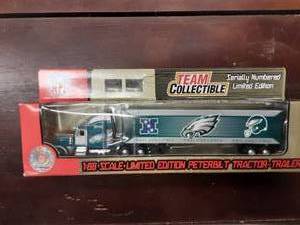 TEAM
COLLECTIBLE
Serially Numbered
Limited Edition
1:80 SCALE LIMITED EDITION PETERBILT TRACTOR-TRAILER